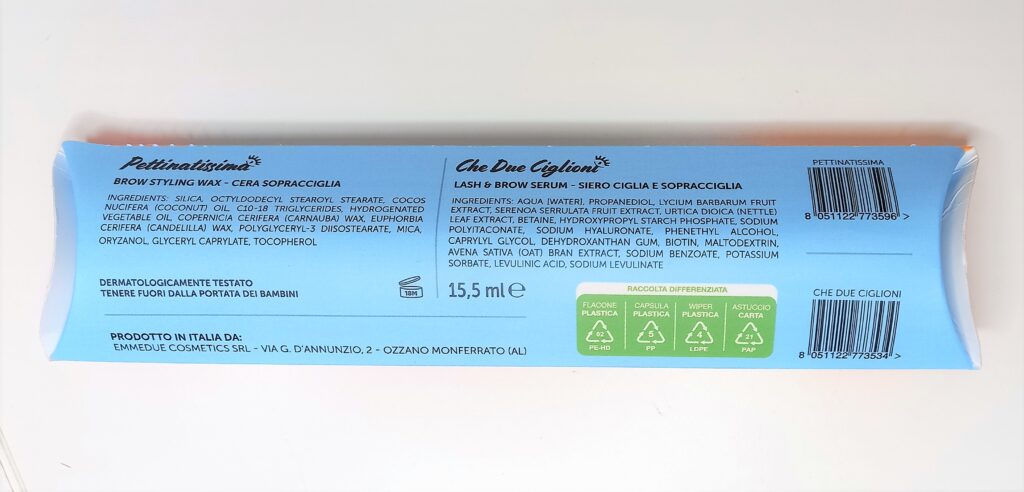 Pettinatissima
BROW STYLING WAX - CERA SOPRACCIGLIA
INGREDIENTS: SILICA, OCTYLDODECYL STEAROYL STEARATE, COCOS
NUCIFERA (COCONUT) OIL, C10-18 TRIGLYCERIDES, HYDROGENATED
VEGETABLE OIL, COPERNICIA CERIFERA (CARNAUBA) WAX, EUPHORBIA
CERIFERA (CANDELILLA) WAX, POLYGLYCERYL-3 DIISOSTEARATE, MICA,
ORYZANOL, GLYCERYL CAPRYLATE, TOCOPHEROL
DERMATOLOGICAMENTE TESTATO
TENERE FUORI DALLA PORTATA DEI BAMBINI
18M
PRODOTTO IN ITALIA DA:
EMMEDUE COSMETICS SRL - VIA G. D'ANNUNZIO, 2 - OZZANO MONFERRATO (AL)
Che Due Ciglioni
LASH & BROW SERUM - SIERO CIGLIA E SOPRACCIGLIA
INGREDIENTS: AQUA [WATER], PROPANEDIOL, LYCIUM BARBARUM FRUIT
EXTRACT, SERENOA SERRULATA FRUIT EXTRACT, URTICA DIOICA (NETTLE)
LEAF EXTRACT, BETAINE, HYDROXYPROPYL STARCH PHOSPHATE, SODIUM
POLYITACONATE, SODIUM HYALURONATE, PHENETHYL ALCOHOL,
CAPRYLYL GLYCOL, DEHYDROXANTHAN GUM, BIOTIN, MALTODEXTRIN,
AVENA SATIVA (OAT) BRAN EXTRACT, SODIUM BENZOATE, POTASSIUM
SORBATE, LEVULINIC ACID, SODIUM LEVULINATE
15,5 ml ℮
RACCOLTA DIFFERENZIATA
FLACONE
PLASTICA
62
PE-HD
CAPSULA
PLASTICA
5
PP
WIPER
PLASTICA
4
LDPE
ASTUCCIO
CARTA
21
PAP
PETTINATISSIMA
8 051122 773596 >
CHE DUE CIGLIONI
8 051122 773534 >